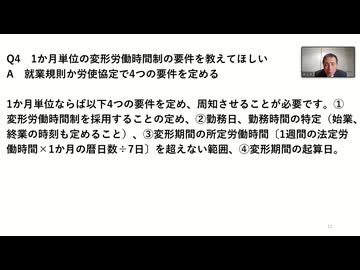 Q4　1か月単位の変形労働時間制の要件を教えてほしい
A　就業規則か労使協定で4つの要件を定める
1か月単位ならば以下4つの要件を定め、周知させることが必要です。①
変形労働時間制を採用することの定め、②勤務日、勤務時間の特定（始業、
終業の時刻も定めること）、③変形期間の所定労働時間〔1週間の法定労
働時間×1か月の暦日数÷7日〕を超えない範囲、④変形期間の起算日。